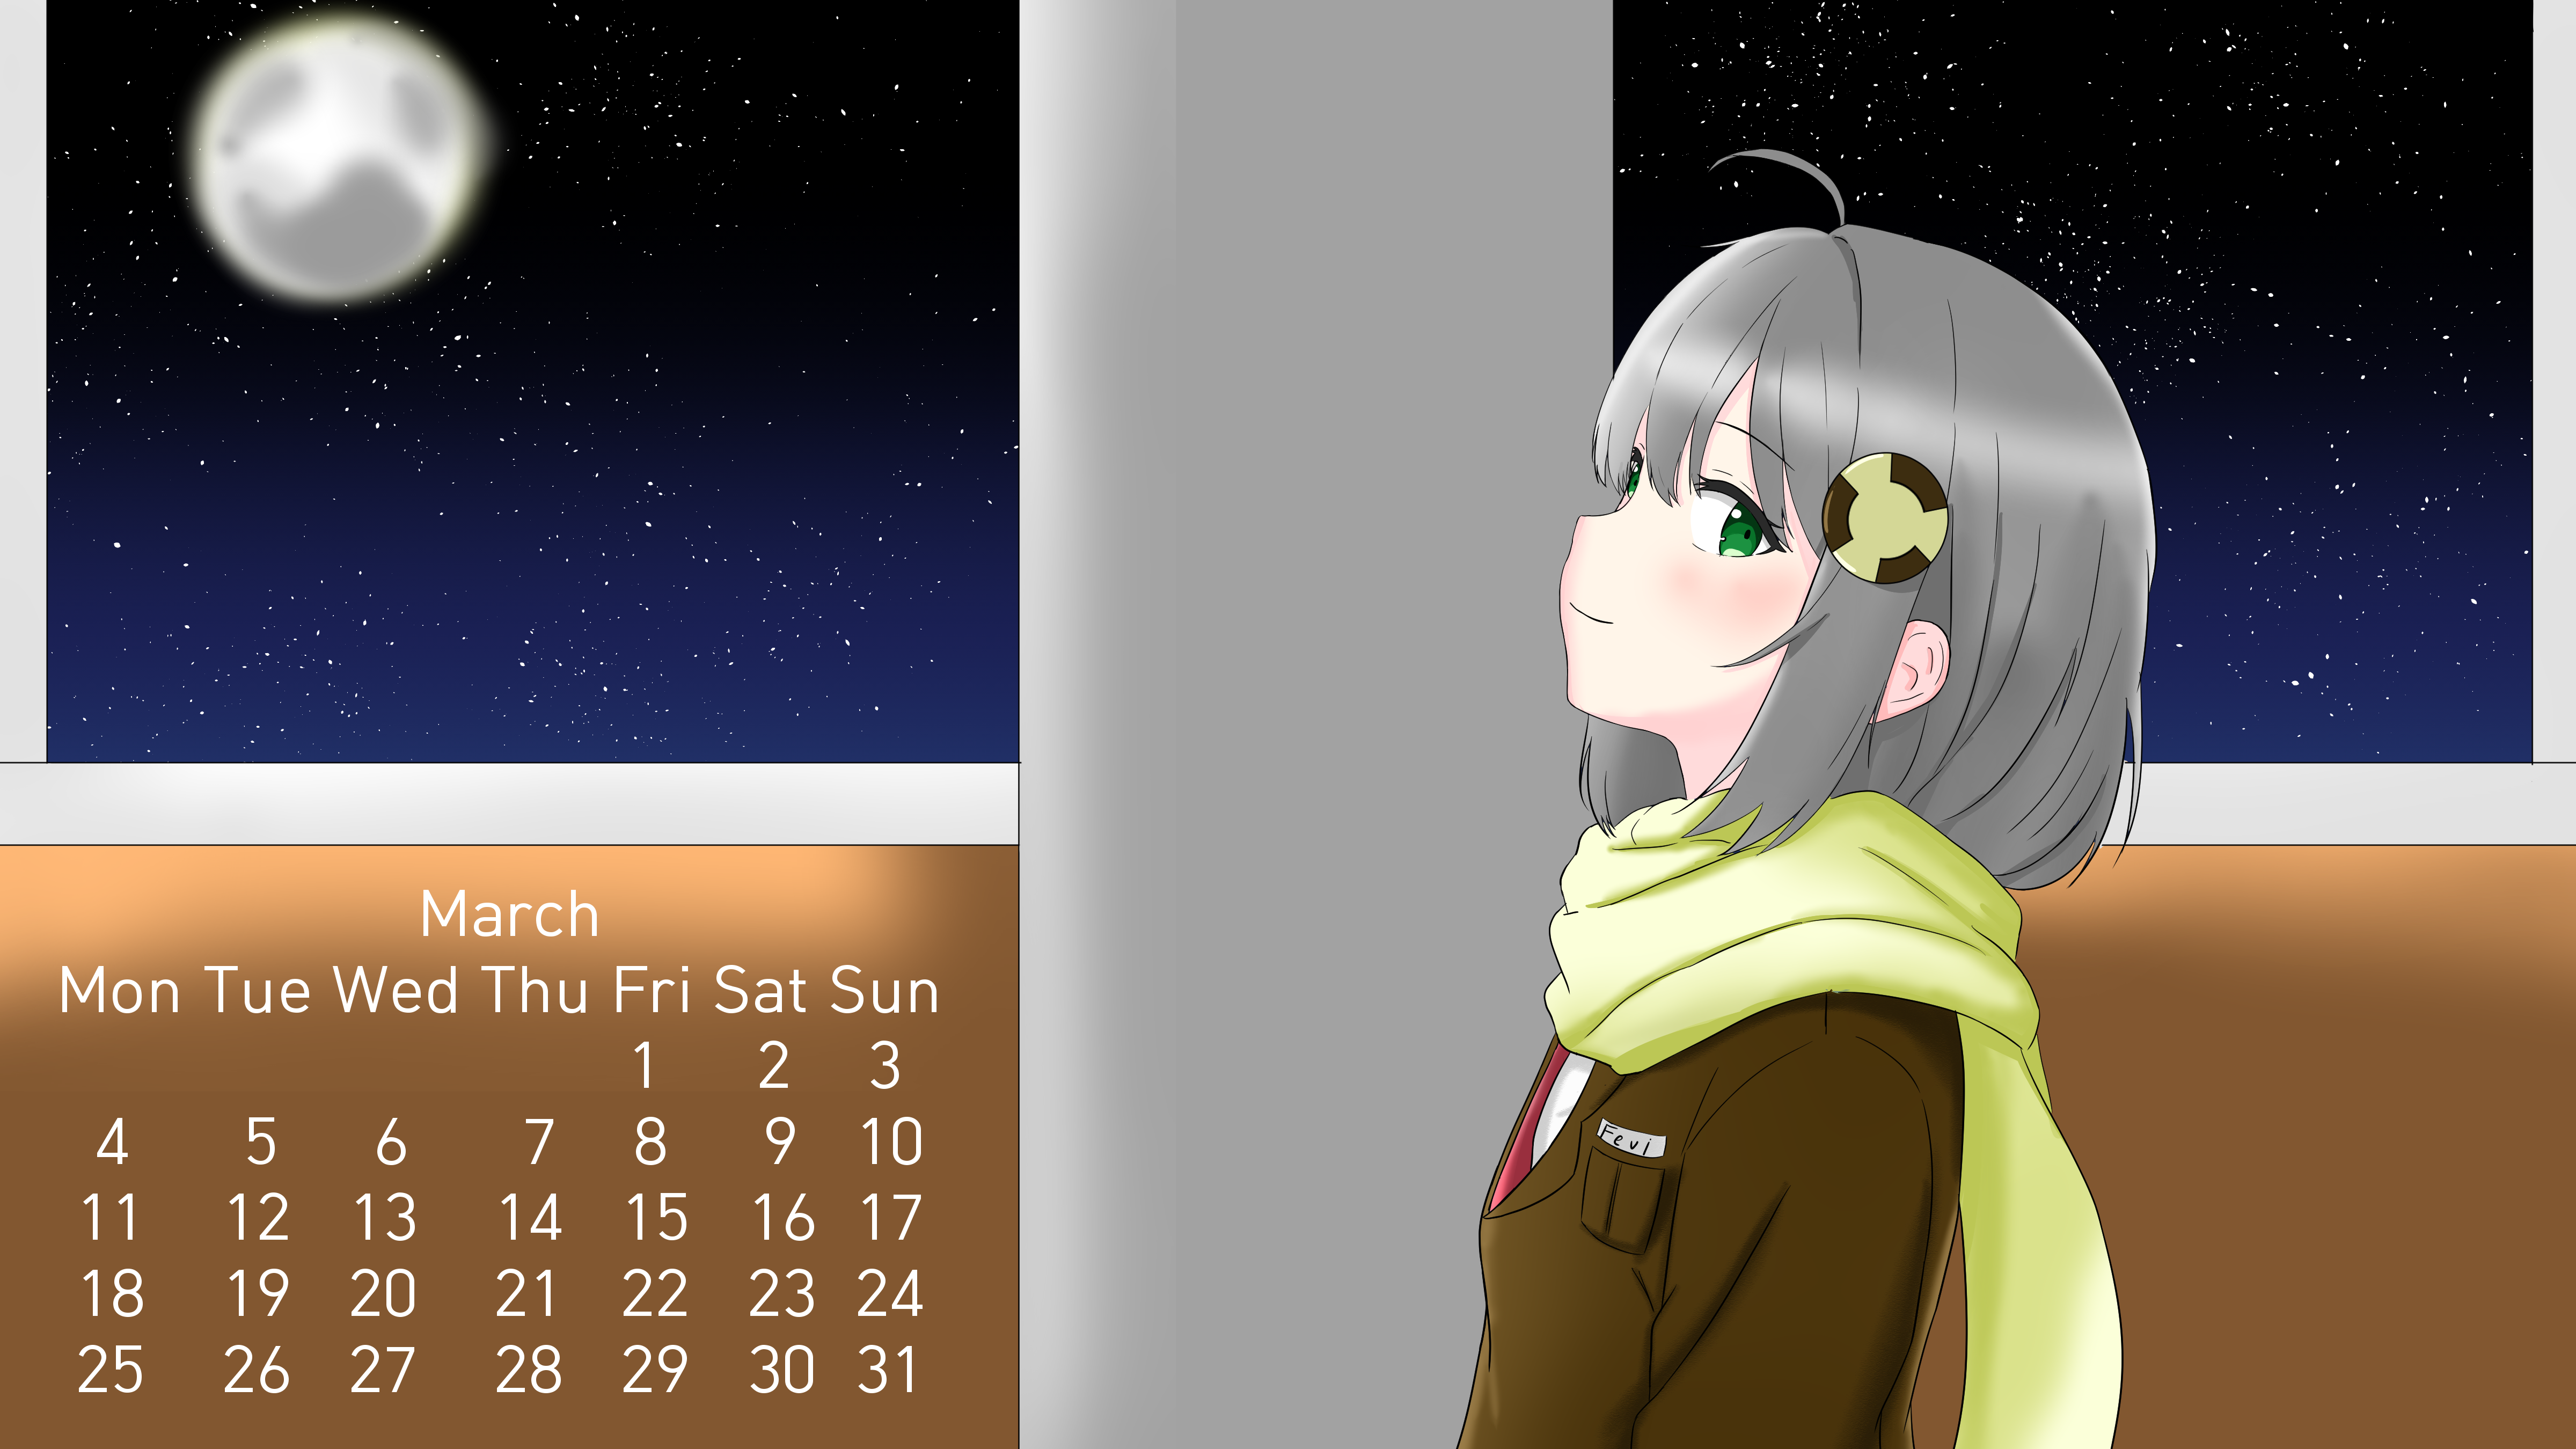 March
Mon Tue Wed Thu Fri Sat Sun
1 2 3
4 5 6 7 8 9 10
11 12 13 14 15 16 17
18 19 20 21 22 23 24
25 26 27 28 29 30 31
Fevi